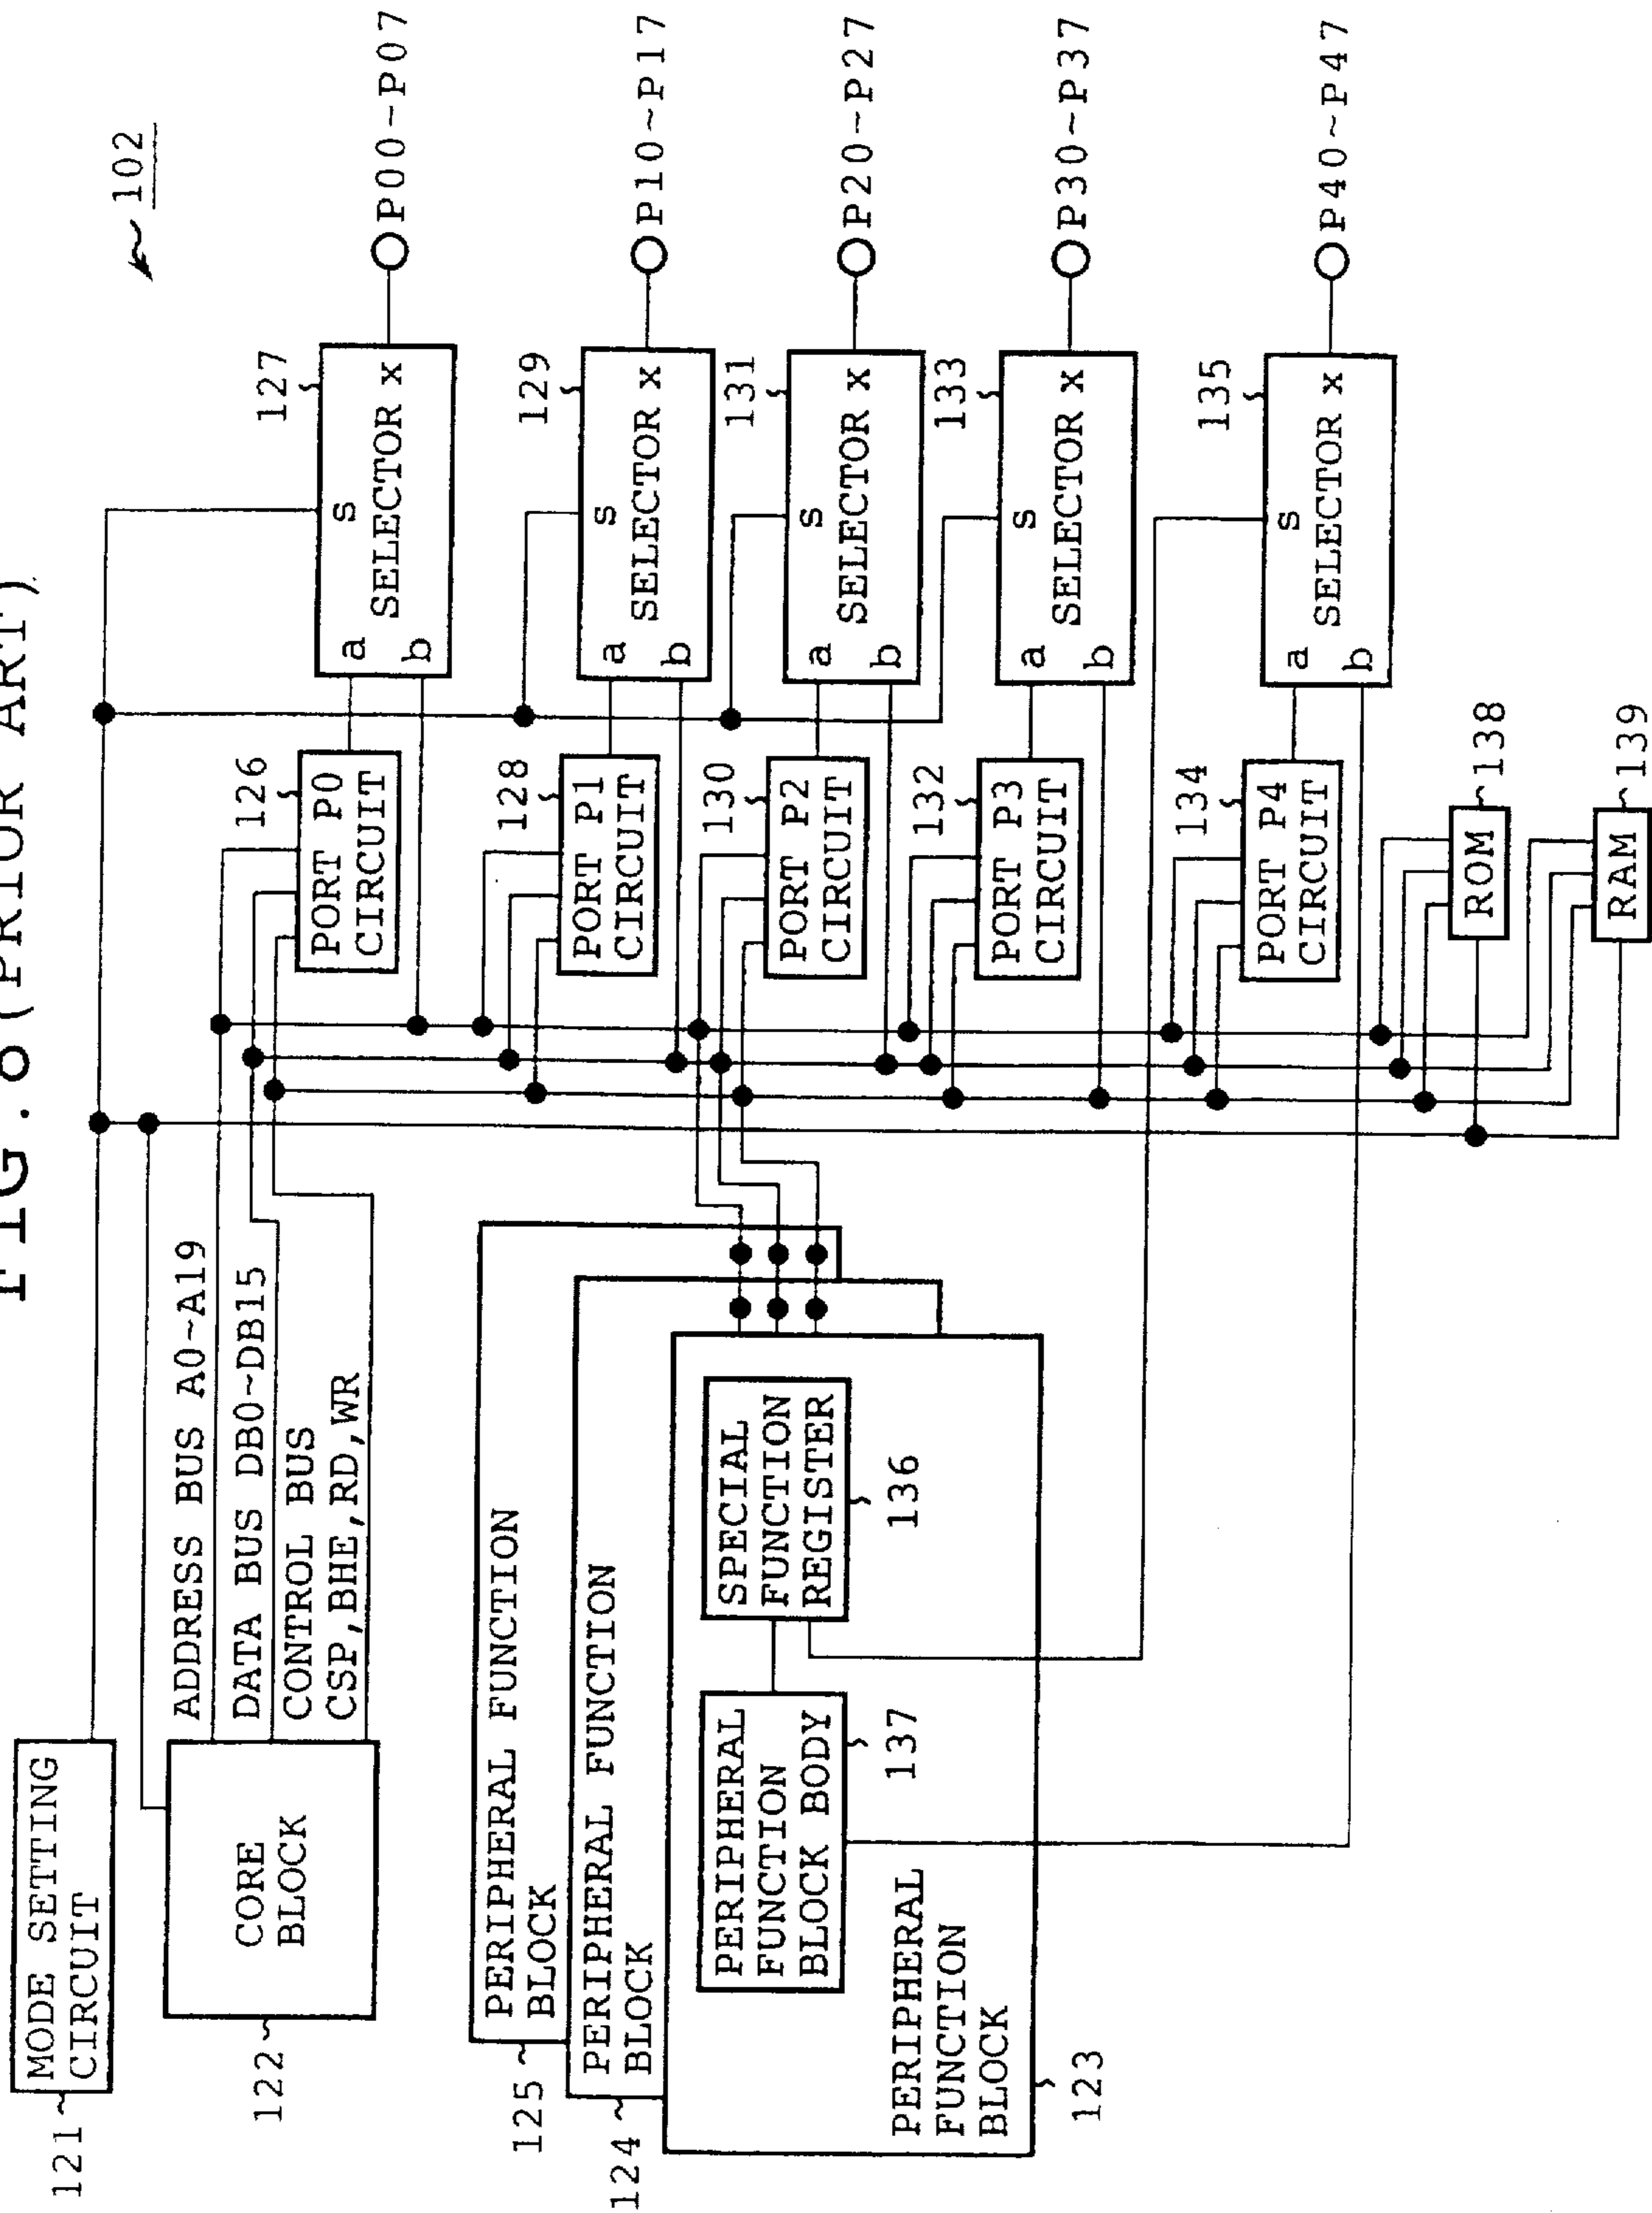 FIG.8(PRIOR ART)
102
121
MODE SETTING
CIRCUIT
122
CORE
BLOCK
ADDRESS BUS A0~A19
DATA BUS DB0~DB15
CONTROL BUS
CSP,BHE,RD,WR
126
PORT P0
CIRCUIT
127
s
a
SELECTOR x
b
P00~P07
128
PORT P1
CIRCUIT
129
s
a
SELECTOR x
b
P10~P17
130
PORT P2
CIRCUIT
131
s
a
SELECTOR x
b
P20~P27
132
PORT P3
CIRCUIT
133
s
a
SELECTOR x
b
P30~P37
134
PORT P4
CIRCUIT
135
s
a
SELECTOR x
b
P40~P47
125
PERIPHERAL FUNCTION
BLOCK
124
PERIPHERAL FUNCTION
BLOCK
PERIPHERAL
FUNCTION
BLOCK BODY
137
SPECIAL
FUNCTION
REGISTER
136
PERIPHERAL
FUNCTION
BLOCK
123
ROM
138
RAM
139